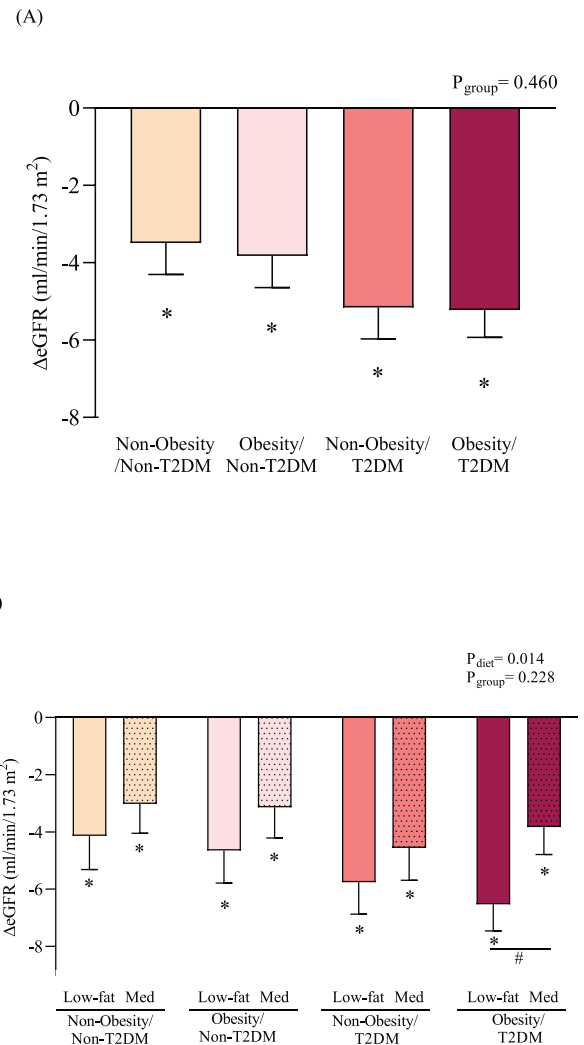 (A)
P_group= 0.460
ΔeGFR (ml/min/1.73 m²)
0
-2
-4
-6
-8
*
*
*
*
Non-Obesity
/Non-T2DM
Obesity/
Non-T2DM
Non-Obesity/
T2DM
Obesity/
T2DM
)
P_diet= 0.014
P_group= 0.228
ΔeGFR (ml/min/1.73 m²)
0
-2
-4
-6
-8
*
*
*
*
*
*
*
*
#
Low-fat Med
Non-Obesity/
Non-T2DM
Low-fat Med
Obesity/
Non-T2DM
Low-fat Med
Non-Obesity/
T2DM
Low-fat Med
Obesity/
T2DM